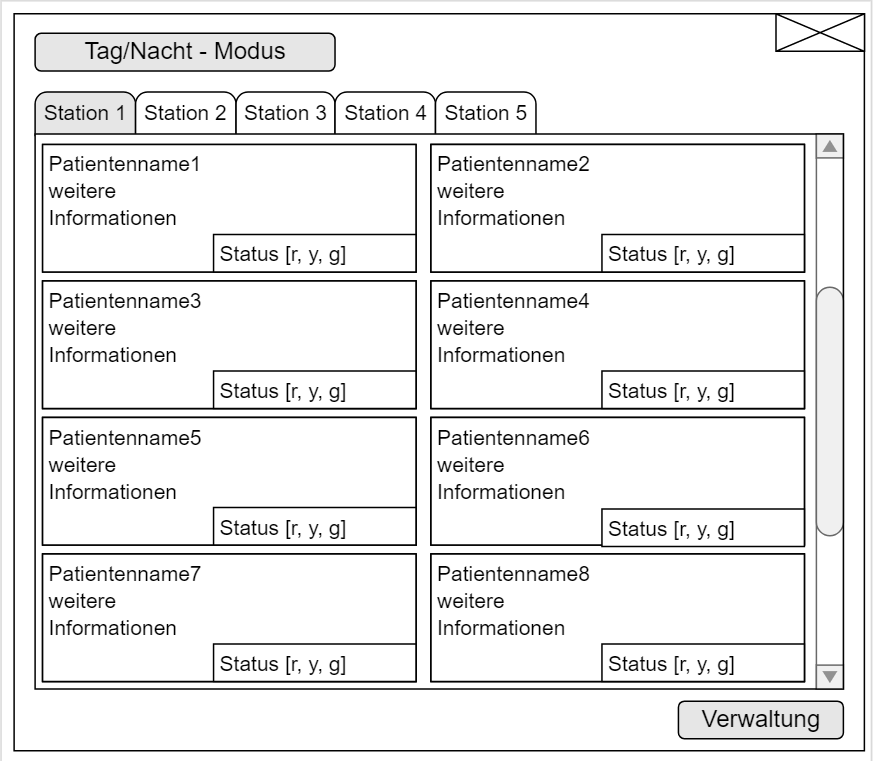 Tag/Nacht - Modus
Station 1
Station 2
Station 3
Station 4
Station 5
Patientenname1
weitere
Informationen
Status [r, y, g]
Patientenname2
weitere
Informationen
Status [r, y, g]
Patientenname3
weitere
Informationen
Status [r, y, g]
Patientenname4
weitere
Informationen
Status [r, y, g]
Patientenname5
weitere
Informationen
Status [r, y, g]
Patientenname6
weitere
Informationen
Status [r, y, g]
Patientenname7
weitere
Informationen
Status [r, y, g]
Patientenname8
weitere
Informationen
Status [r, y, g]
Verwaltung